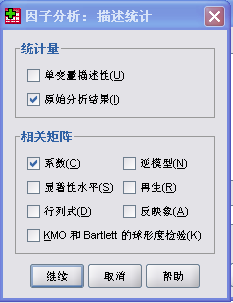 因子分析：描述统计
统计量
单变量描述性(U)
原始分析结果(I)
相关矩阵
系数(C) 逆模型(N)
显著性水平(S) 再生(R)
行列式(D) 反映象(A)
KMO 和 Bartlett 的球形度检验(K)
继续 取消 帮助